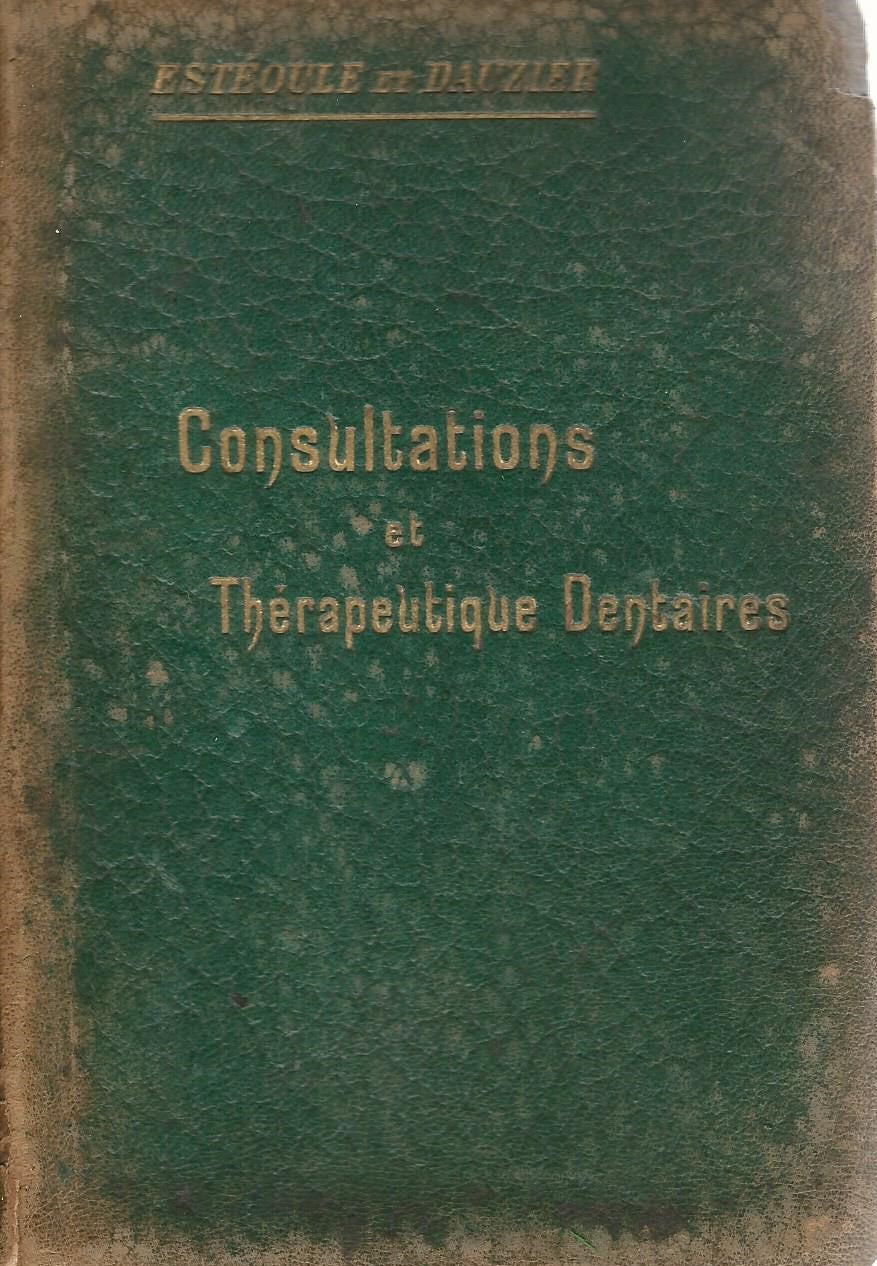 ESTÉOULE ET DAUZIER
Consultations
et
Thérapeutique Dentaires